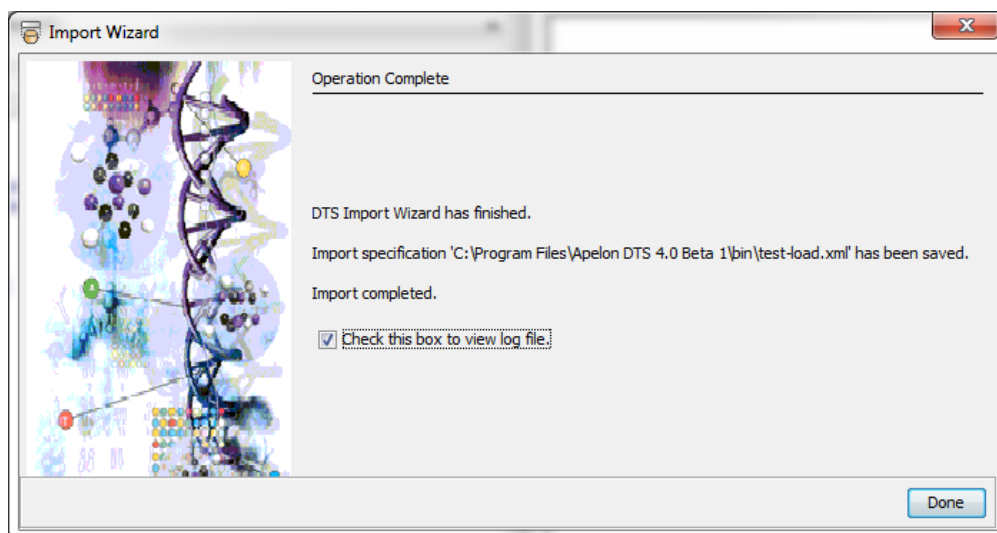 Import Wizard
Operation Complete
DTS Import Wizard has finished.
Import specification 'C:\Program Files\Apelon DTS 4.0 Beta 1\bin\test-load.xml' has been saved.
Import completed.
Check this box to view log file.
Done